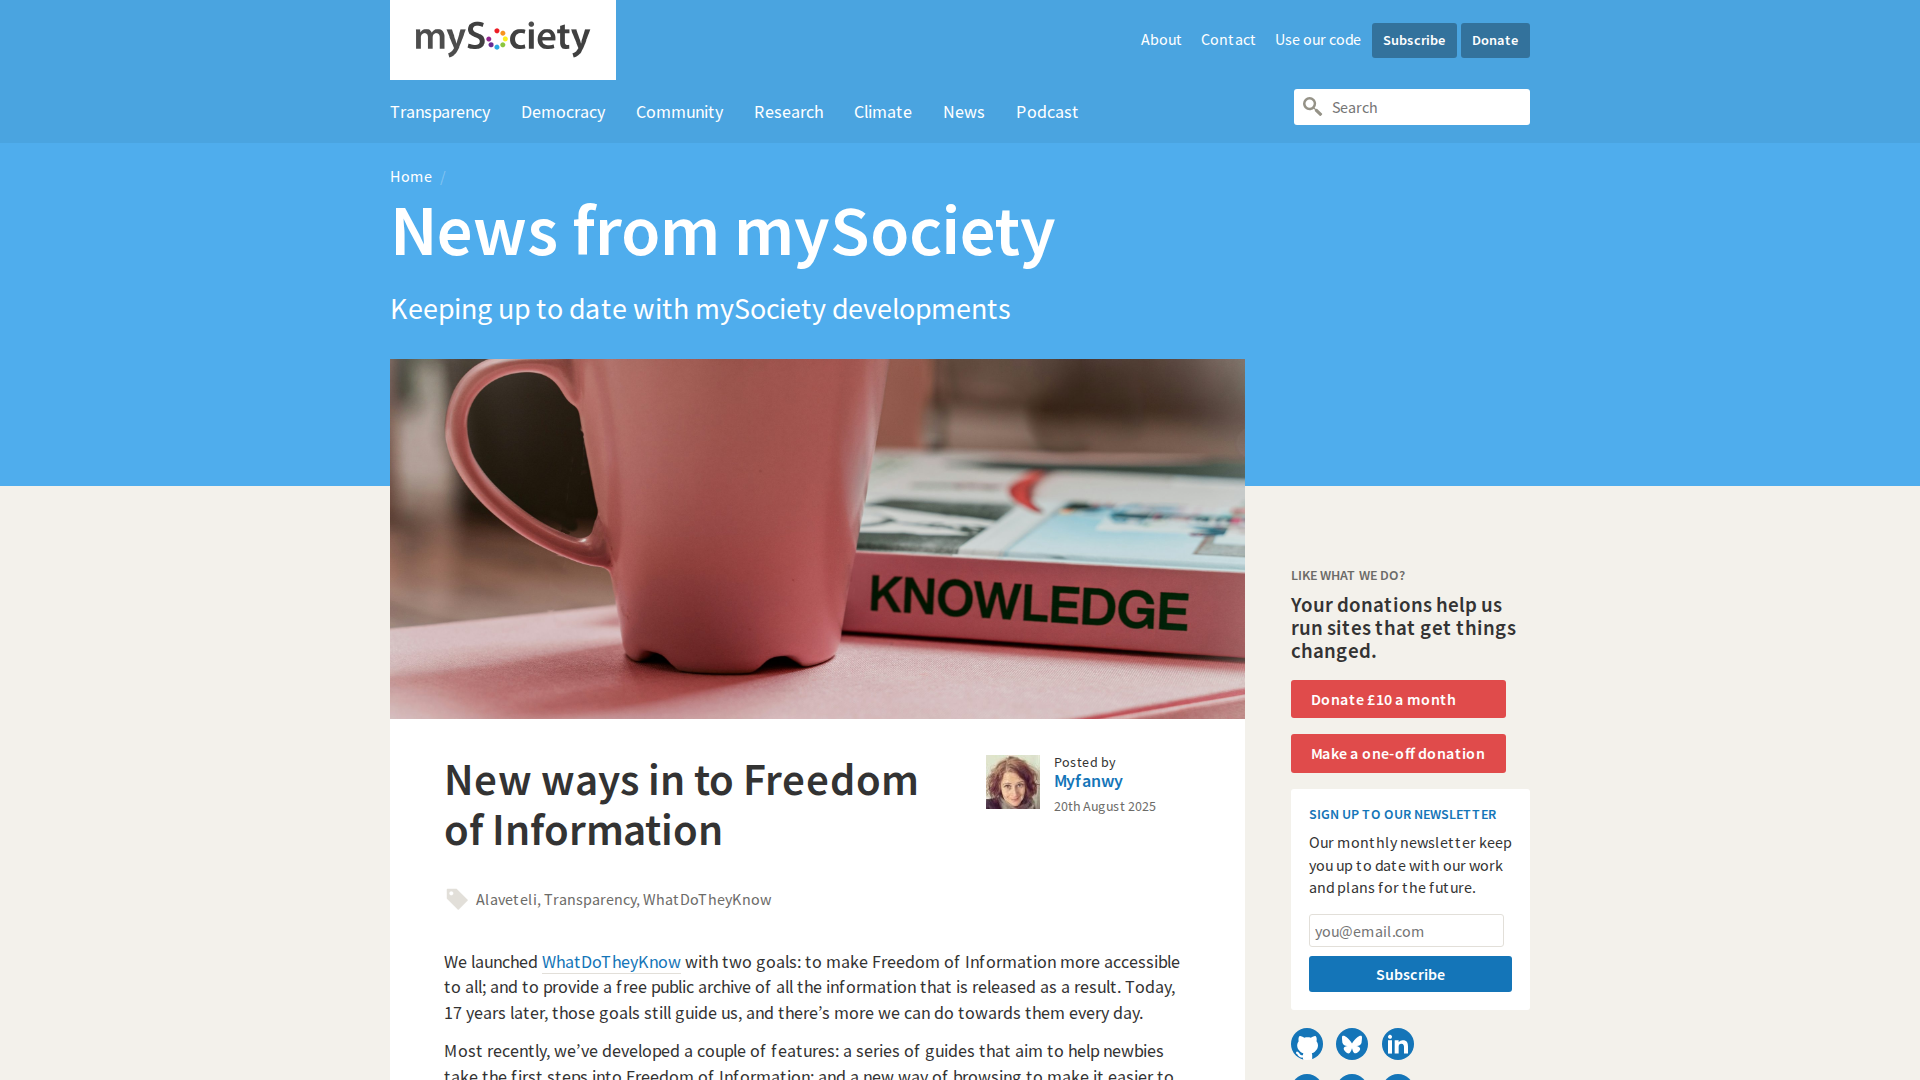 mySociety
About Contact Use our code Subscribe Donate
Transparency Democracy Community Research Climate News Podcast
Search
Home /
News from mySociety
Keeping up to date with mySociety developments
KNOWLEDGE
New ways in to Freedom
of Information
Posted by
Myfanwy
20th August 2025
Alaveteli, Transparency, WhatDoTheyKnow
We launched WhatDoTheyKnow with two goals: to make Freedom of Information more accessible
to all; and to provide a free public archive of all the information that is released as a result. Today,
17 years later, those goals still guide us, and there’s more we can do towards them every day.
Most recently, we’ve developed a couple of features: a series of guides that aim to help newbies
take the first steps into Freedom of Information; and a new way of browsing to make it easier to
LIKE WHAT WE DO?
Your donations help us
run sites that get things
changed.
Donate £10 a month
Make a one-off donation
SIGN UP TO OUR NEWSLETTER
Our monthly newsletter keep
you up to date with our work
and plans for the future.
you@email.com
Subscribe